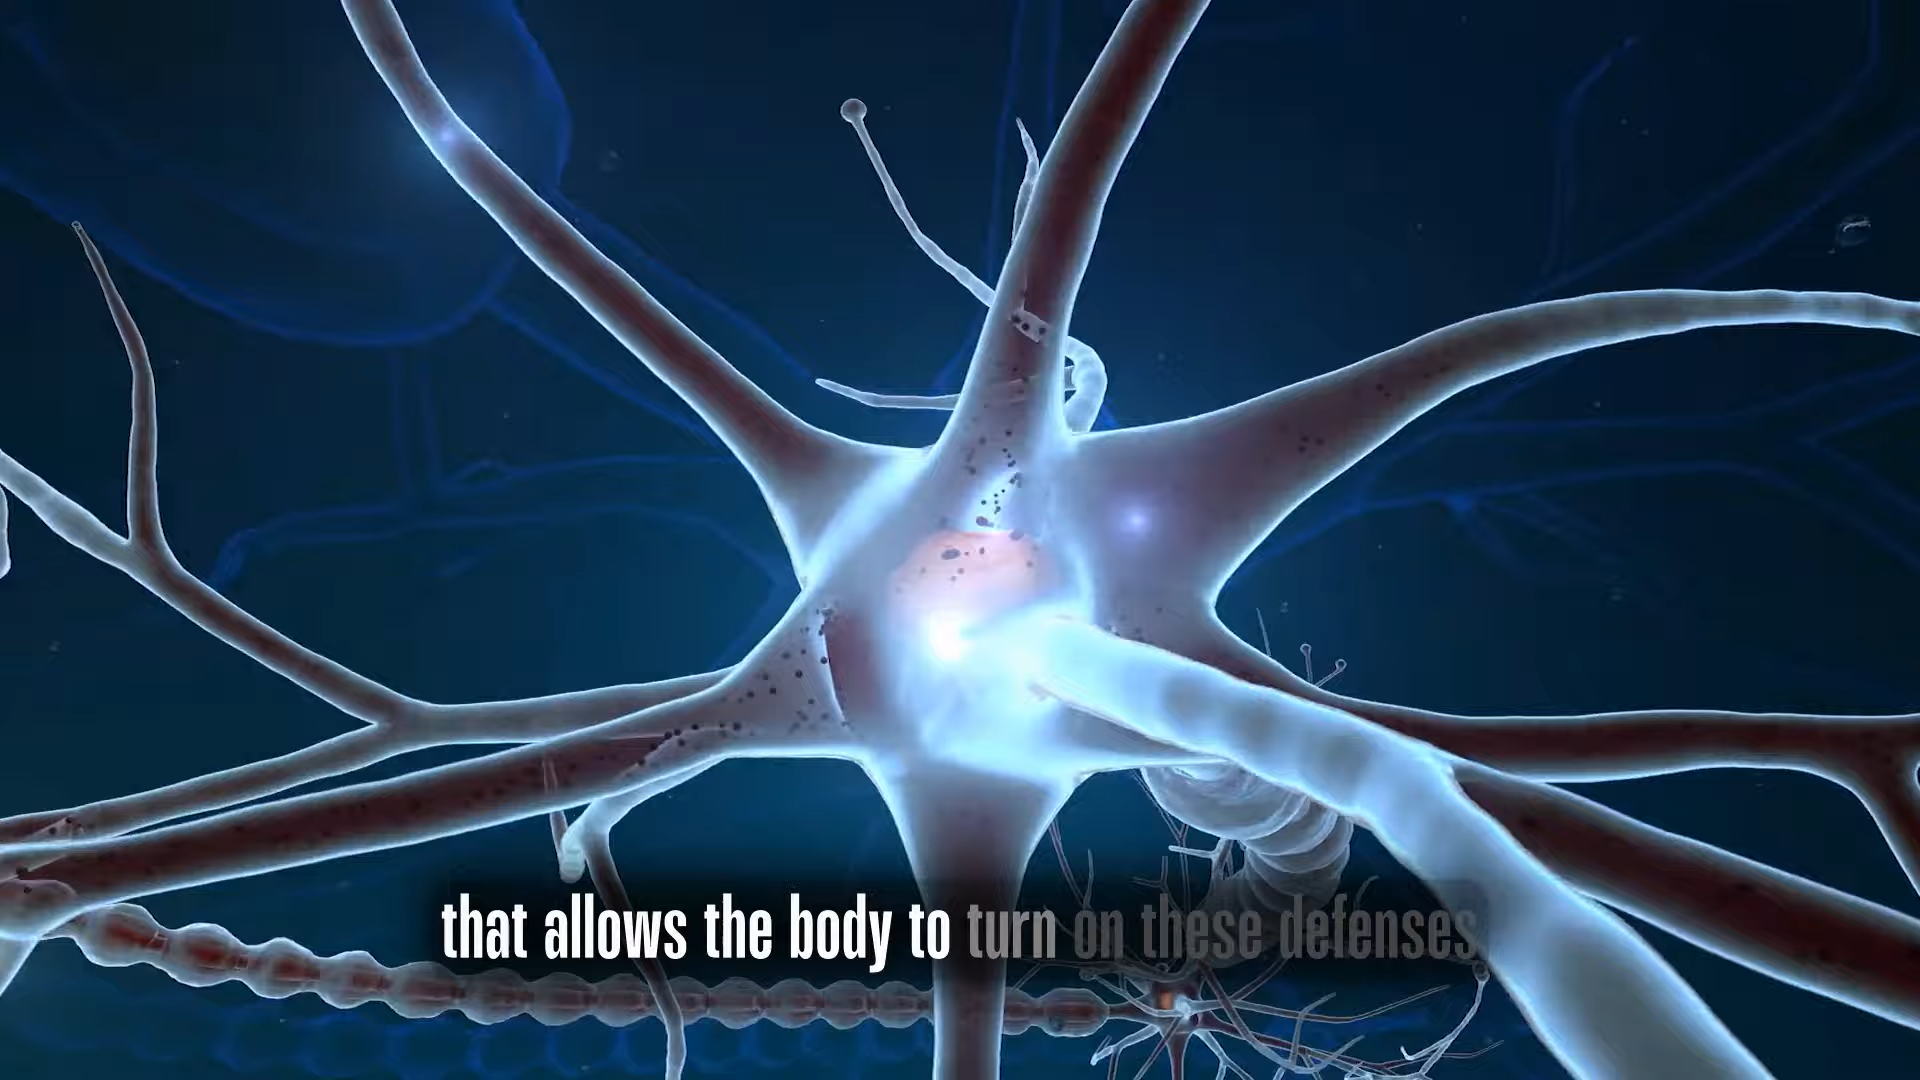 that allows the body to turn on these defenses